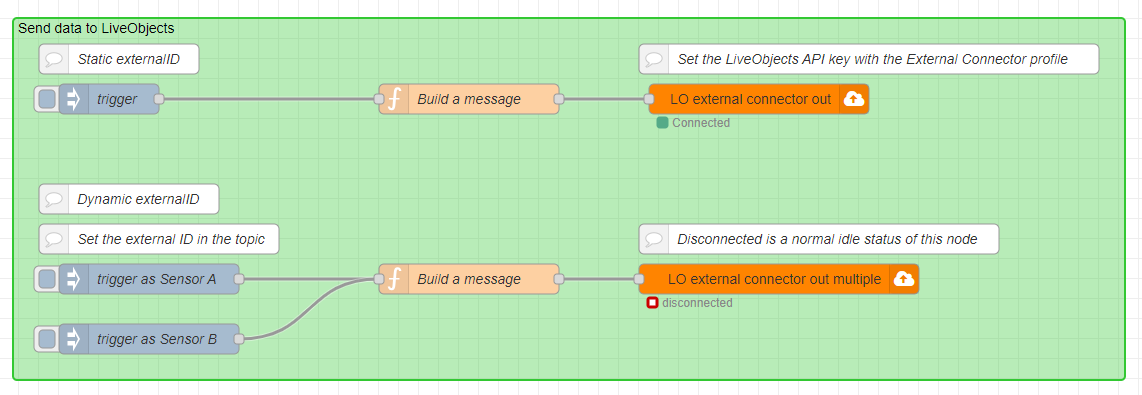 Send data to LiveObjects
Static externalID
Set the LiveObjects API key with the External Connector profile
trigger
Build a message
LO external connector out
Connected
Dynamic externalID
Set the external ID in the topic
Disconnected is a normal idle status of this node
trigger as Sensor A
Build a message
LO external connector out multiple
disconnected
trigger as Sensor B